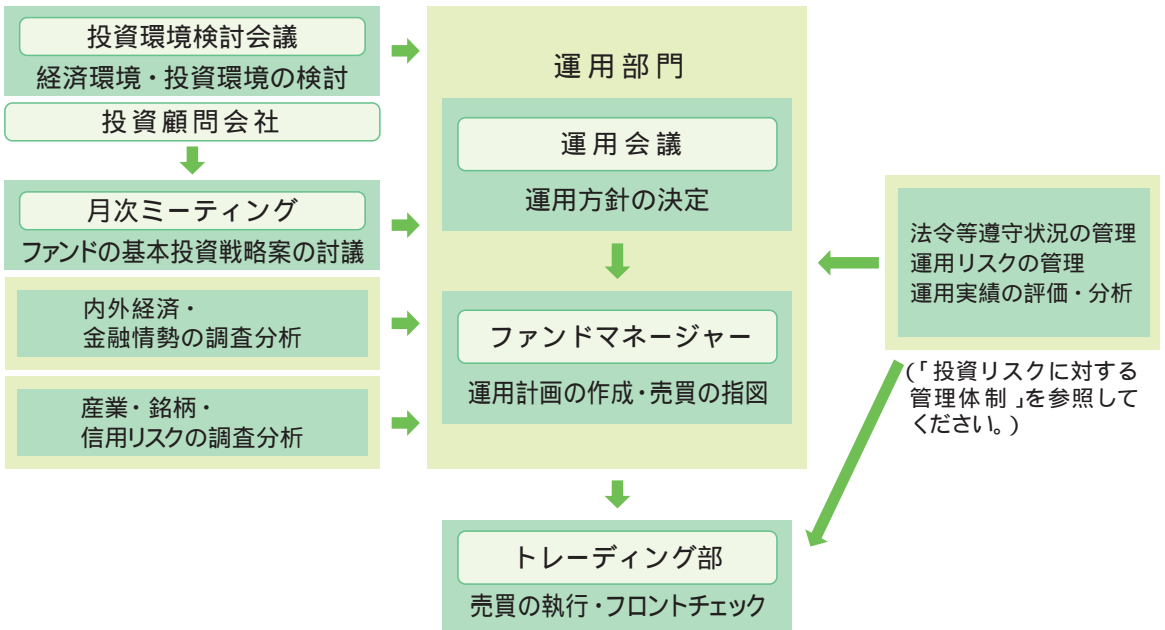 投資環境検討会議
経済環境・投資環境の検討
投資顧問会社
月次ミーティング
ファンドの基本投資戦略案の討議
内外経済・
金融情勢の調査分析
産業・銘柄・
信用リスクの調査分析
運用部門
運用会議
運用方針の決定
ファンドマネージャー
運用計画の作成・売買の指図
トレーディング部
売買の執行・フロントチェック
法令等遵守状況の管理
運用リスクの管理
運用実績の評価・分析
(「投資リスクに対する
管理体制」を参照して
ください。)